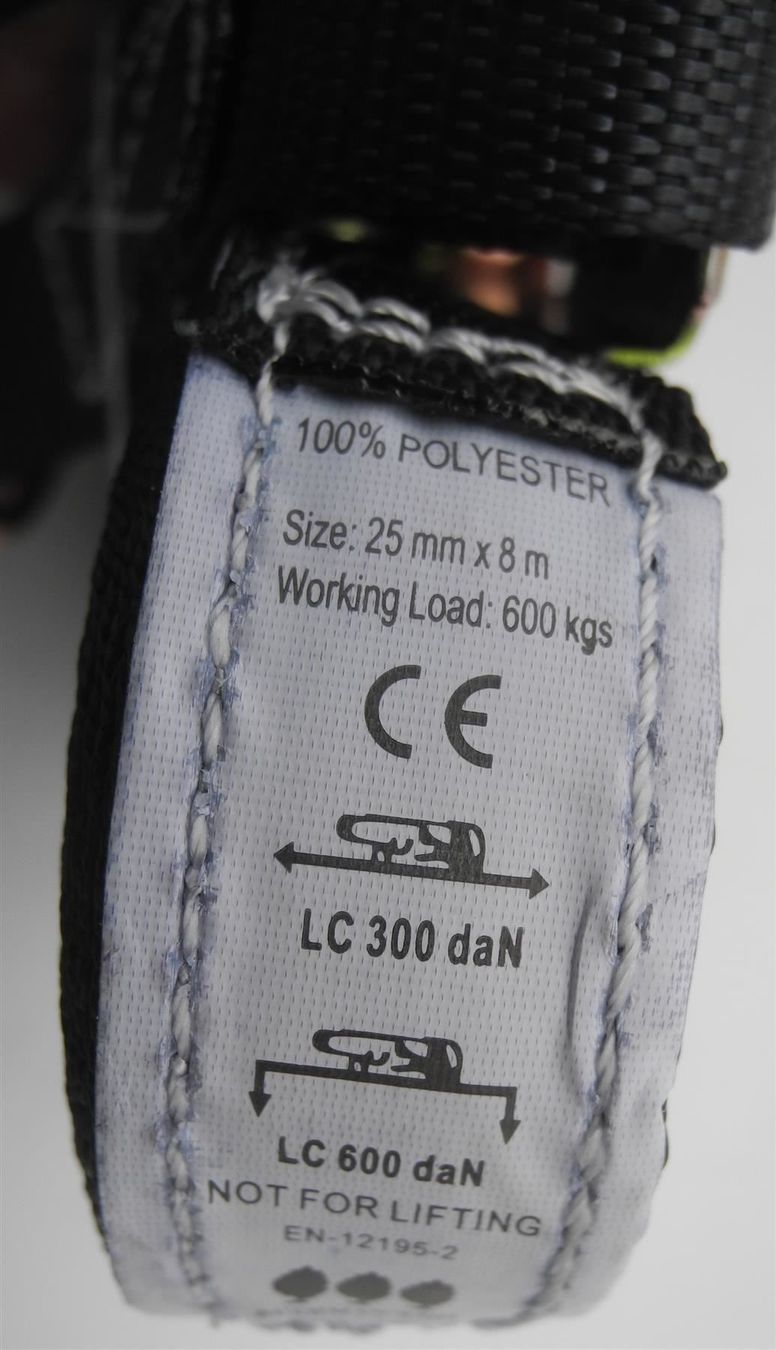 100% POLYESTER
Size: 25 mm x 8 m
Working Load: 600 kgs
CE
LC 300 daN
LC 600 daN
NOT FOR LIFTING
EN-12195-2